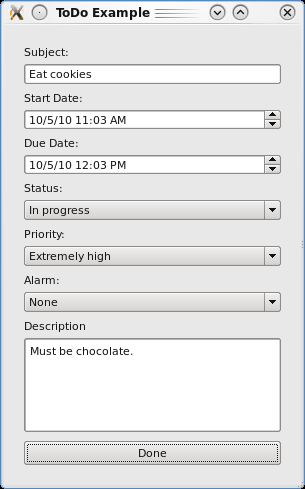 ToDo Example
Subject:
Eat cookies
Start Date:
10/5/10 11:03 AM
Due Date:
10/5/10 12:03 PM
Status:
In progress
Priority:
Extremely high
Alarm:
None
Description
Must be chocolate.
Done